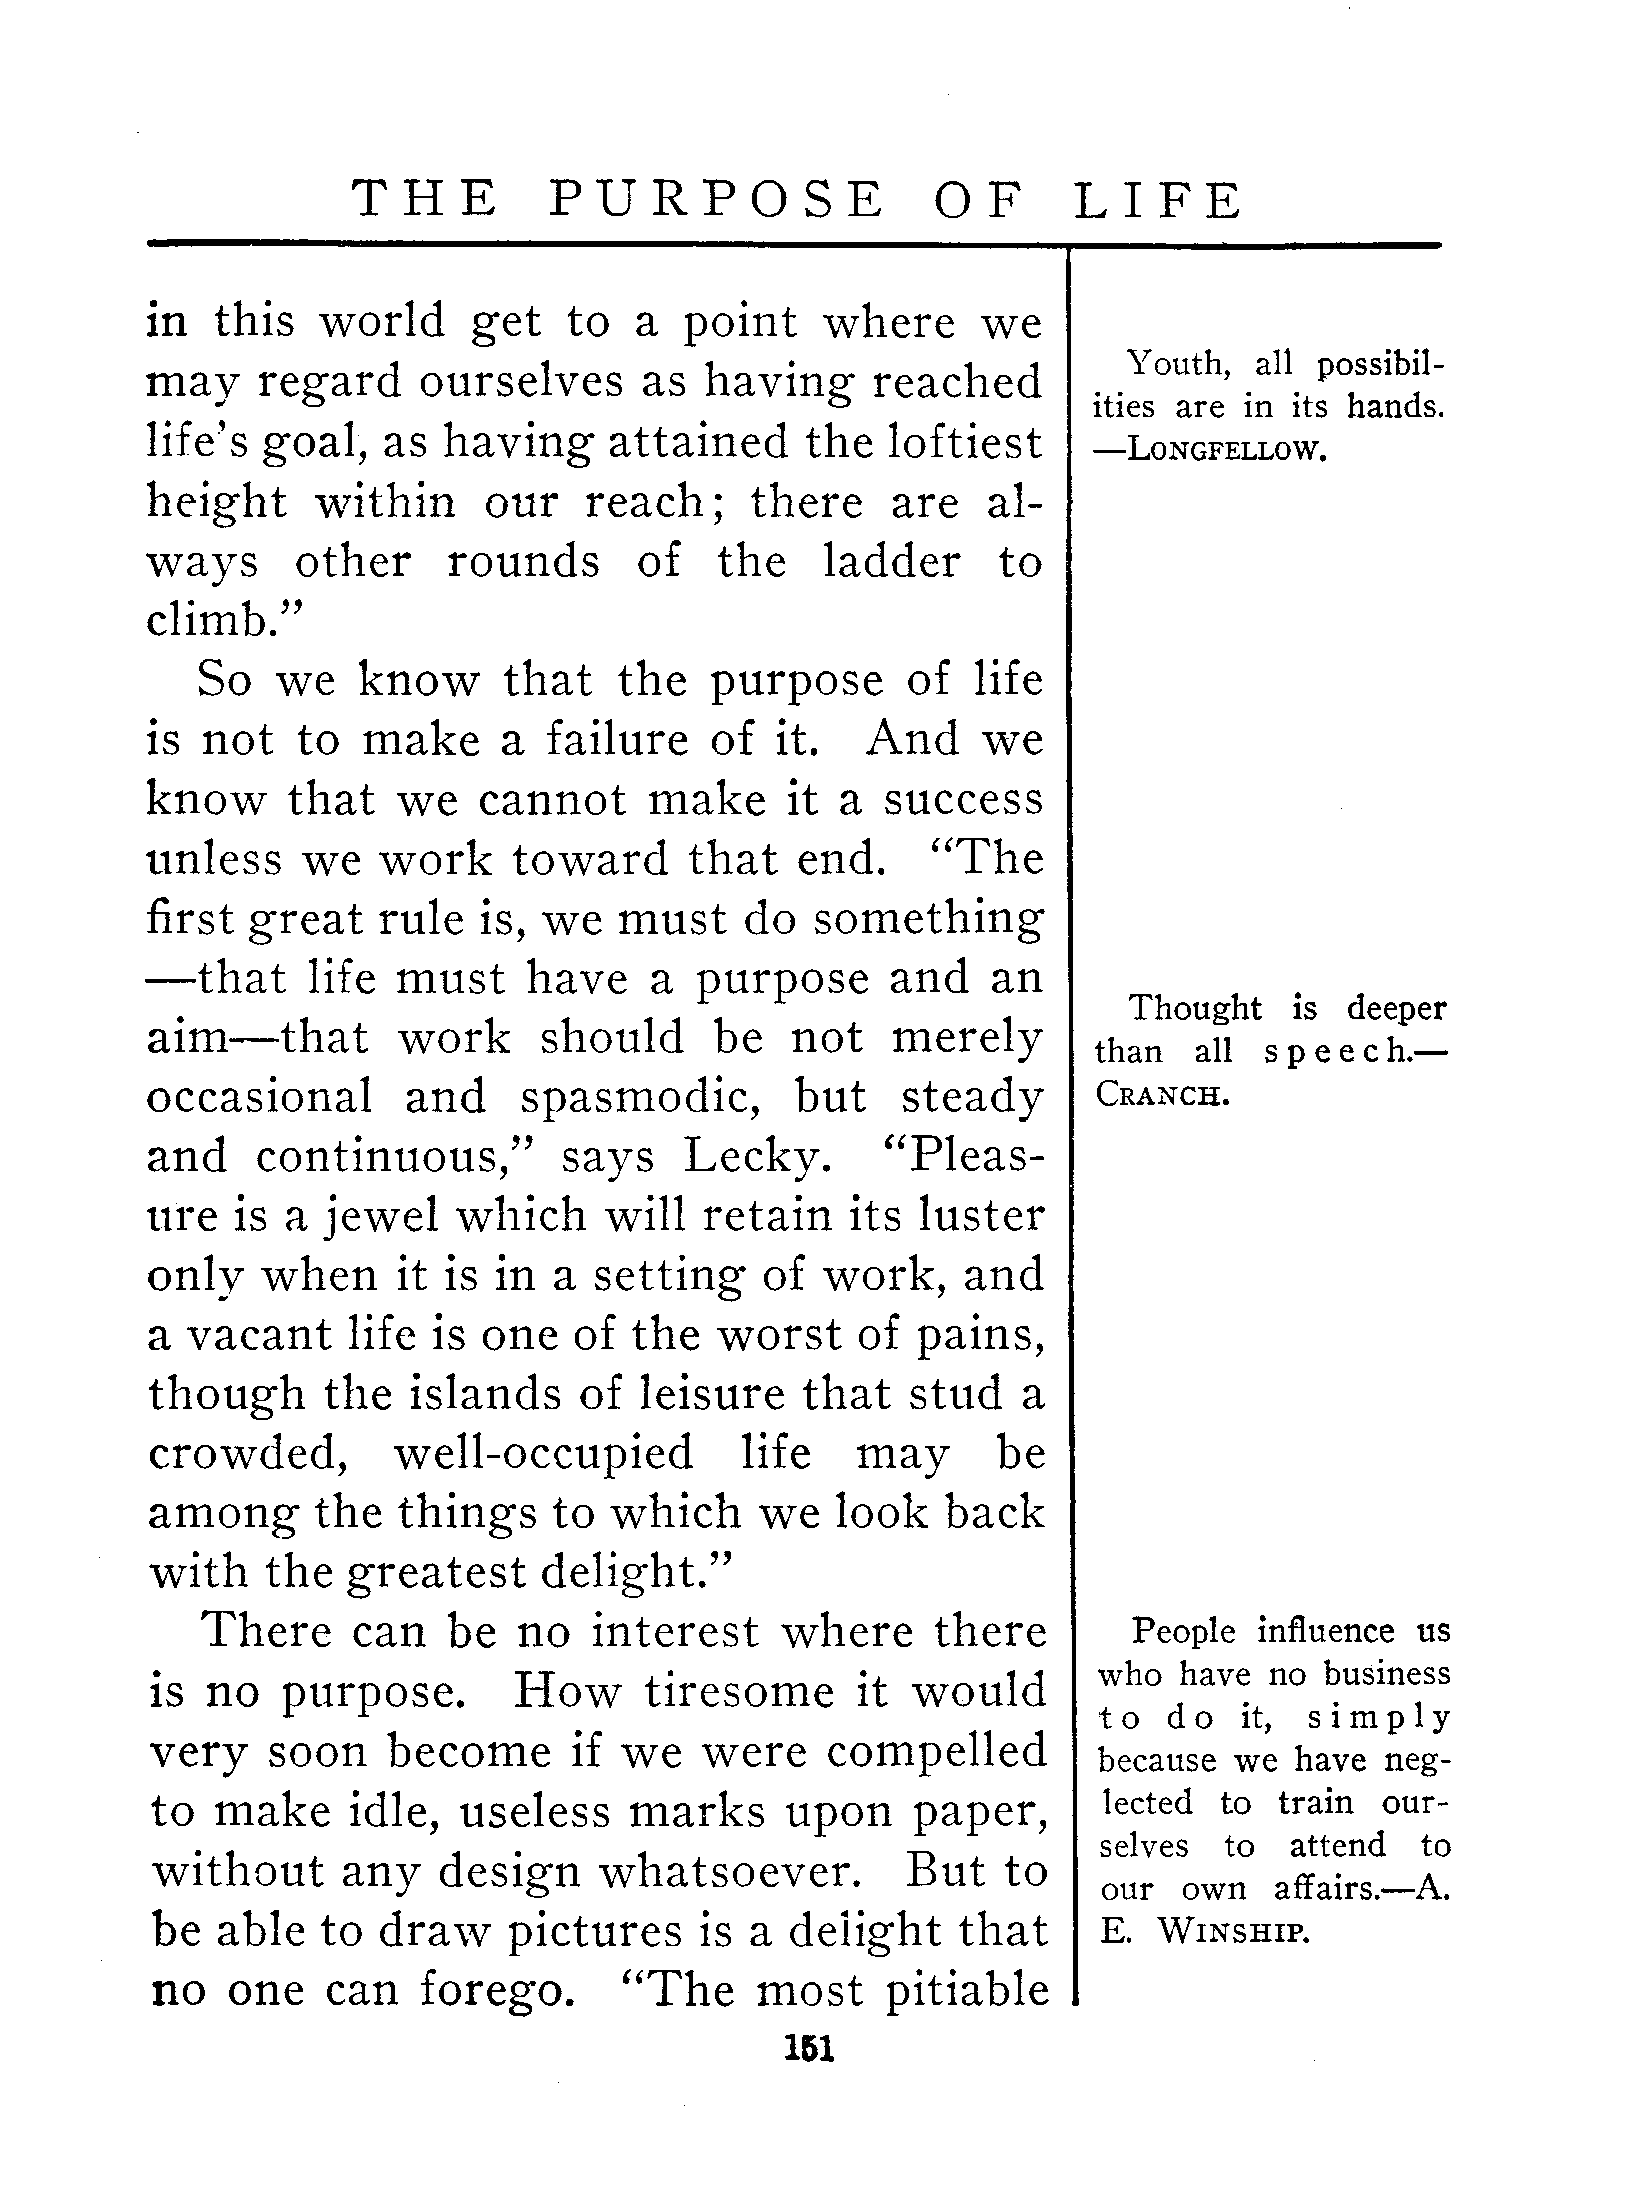 THE PURPOSE OF LIFE
in this world get to a point where we
may regard ourselves as having reached
life's goal, as having attained the loftiest
height within our reach; there are al-
ways other rounds of the ladder to
climb.”
So we know that the purpose of life
is not to make a failure of it. And we
know that we cannot make it a success
unless we work toward that end. “The
first great rule is, we must do something
—that life must have a purpose and an
aim—that work should be not merely
occasional and spasmodic, but steady
and continuous,” says Lecky. “Pleas-
ure is a jewel which will retain its luster
only when it is in a setting of work, and
a vacant life is one of the worst of pains,
though the islands of leisure that stud a
crowded, well-occupied life may be
among the things to which we look back
with the greatest delight.”
There can be no interest where there
is no purpose. How tiresome it would
very soon become if we were compelled
to make idle, useless marks upon paper,
without any design whatsoever. But to
be able to draw pictures is a delight that
no one can forego. “The most pitiable
Youth, all possibil-
ities are in its hands.
—LONGFELLOW.
Thought is deeper
than all speech.—
CRANCH.
People influence us
who have no business
to do it, simply
because we have neg-
lected to train our-
selves to attend to
our own affairs.—A.
E. WINSHIP.
151